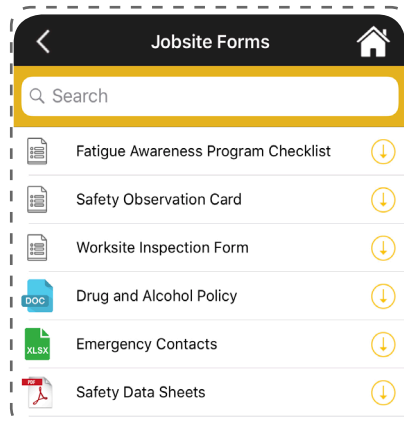 Jobsite Forms
Search
Fatigue Awareness Program Checklist
Safety Observation Card
Worksite Inspection Form
DOC
Drug and Alcohol Policy
XLSX
Emergency Contacts
PDF
Safety Data Sheets